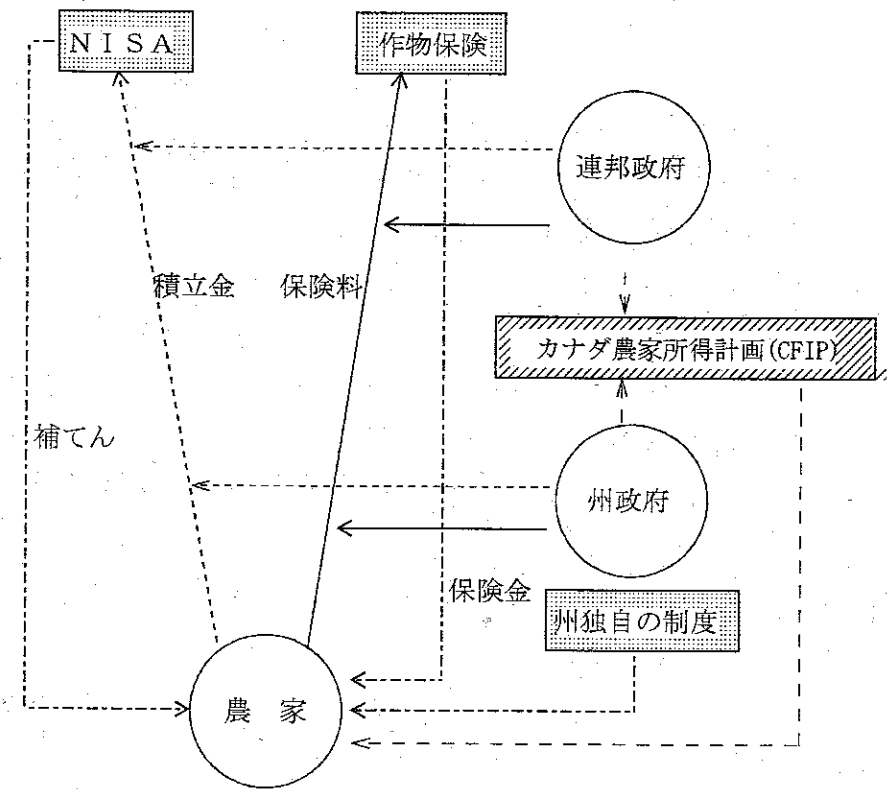 ＮＩＳＡ
作物保険
連邦政府
積立金
保険料
カナダ農家所得計画(CFIP)
補てん
州政府
保険金
州独自の制度
農　家